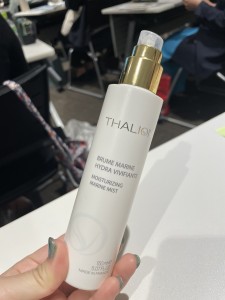 THALION
BRUME MARINE
HYDRA VIVIFIANTE
MOISTURIZING
MARINE MIST